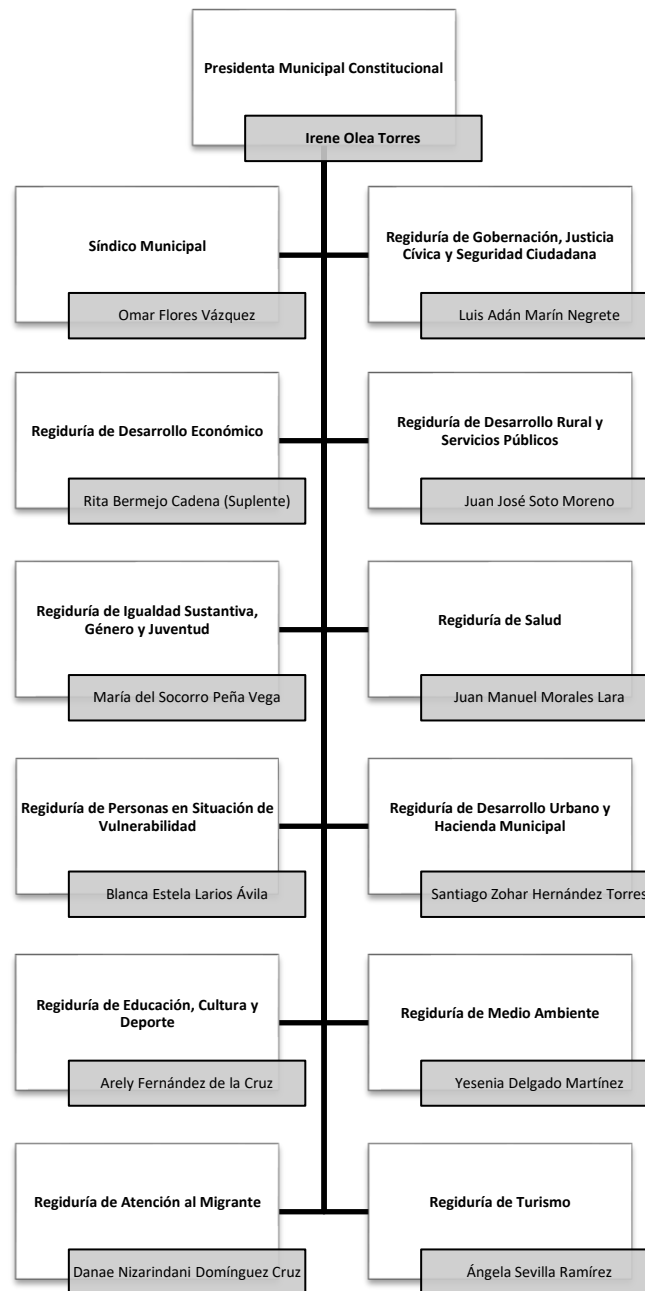 Presidenta Municipal Constitucional
Irene Olea Torres
Síndico Municipal
Omar Flores Vázquez
Regiduría de Gobernación, Justicia
Cívica y Seguridad Ciudadana
Luis Adán Marín Negrete
Regiduría de Desarrollo Económico
Rita Bermejo Cadena (Suplente)
Regiduría de Desarrollo Rural y
Servicios Públicos
Juan José Soto Moreno
Regiduría de Igualdad Sustantiva,
Género y Juventud
María del Socorro Peña Vega
Regiduría de Salud
Juan Manuel Morales Lara
Regiduría de Personas en Situación de
Vulnerabilidad
Blanca Estela Larios Ávila
Regiduría de Desarrollo Urbano y
Hacienda Municipal
Santiago Zohar Hernández Torres
Regiduría de Educación, Cultura y
Deporte
Arely Fernández de la Cruz
Regiduría de Medio Ambiente
Yesenia Delgado Martínez
Regiduría de Atención al Migrante
Danae Nizarindani Domínguez Cruz
Regiduría de Turismo
Ángela Sevilla Ramírez